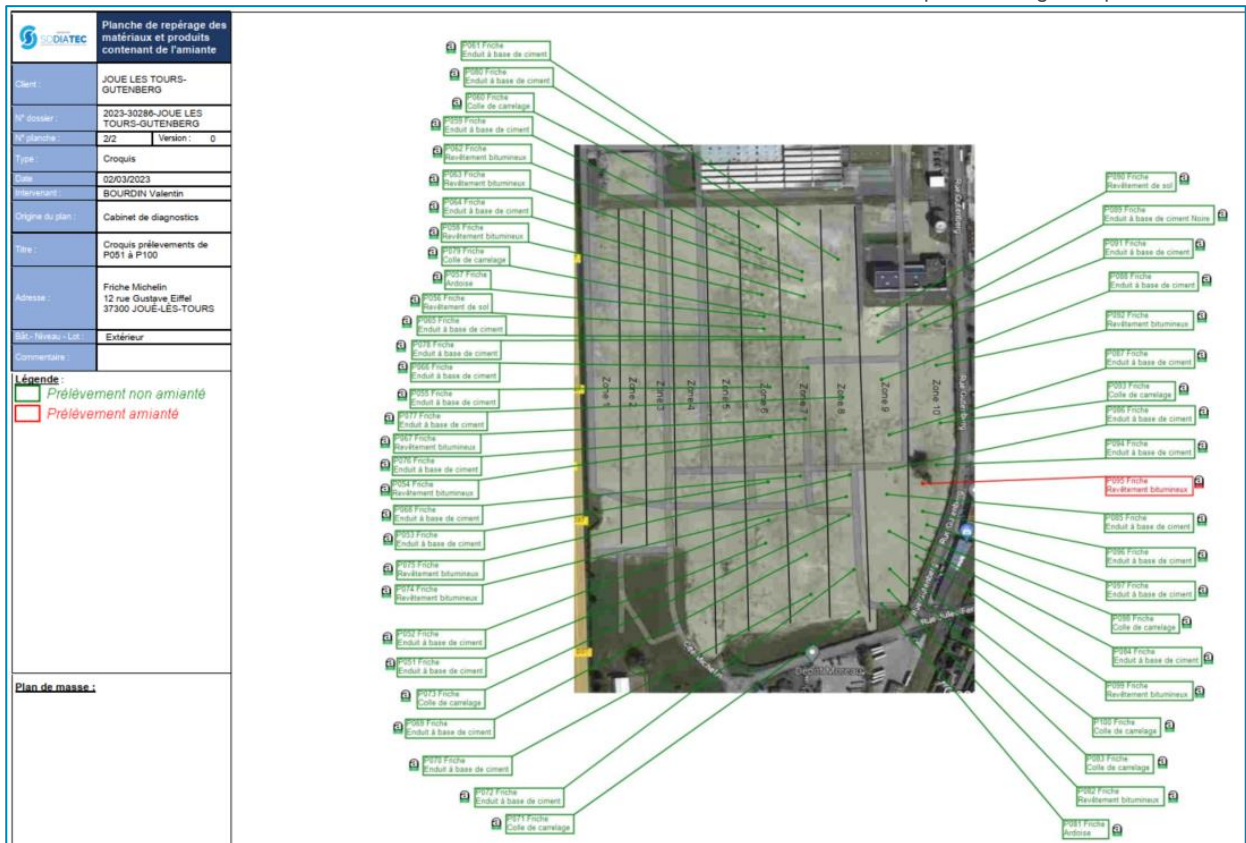 SODIATEC
Planche de repérage des
matériaux et produits
contenant de l'amiante
Client :
JOUE LES TOURS-
GUTENBERG
N° dossier :
2023-30286-JOUE LES
TOURS-GUTENBERG
N° planche :
2/2
Version : 0
Type :
Croquis
Date
02/03/2023
Intervenant :
BOURDIN Valentin
Origine du plan :
Cabinet de diagnostics
Titre :
Croquis prélevements de
P051 à P100
Adresse :
Friche Michelin
12 rue Gustave Eiffel
37300 JOUÉ-LÈS-TOURS
Bât.- Niveau - Lot :
Extérieur
Commentaire :
Légende :
Prélévement non amianté
Prélévement amianté
Plan de masse :
P061 Friche
Enduit à base de ciment
P080 Friche
Enduit à base de ciment
P060 Friche
Colle de carrelage
P059 Friche
Enduit à base de ciment
P062 Friche
Revêtement bitumineux
P063 Friche
Revêtement bitumineux
P064 Friche
Enduit à base de ciment
P058 Friche
Revêtement bitumineux
P079 Friche
Colle de carrelage
P057 Friche
Ardoise
P056 Friche
Revêtement de sol
P065 Friche
Enduit à base de ciment
P078 Friche
Enduit à base de ciment
P066 Friche
Enduit à base de ciment
P055 Friche
Enduit à base de ciment
P077 Friche
Enduit à base de ciment
P067 Friche
Revêtement bitumineux
P076 Friche
Enduit à base de ciment
Friche
Revêtement bitumineux
P068 Friche
Enduit à base de ciment
P053 Friche
Enduit à base de ciment
P075 Friche
Revêtement bitumineux
P074 Friche
Revêtement bitumineux
P052 Friche
Enduit à base de ciment
P051 Friche
Enduit à base de ciment
P073 Friche
Colle de carrelage
P069 Friche
Enduit à base de ciment
P070 Friche
Enduit à base de ciment
P072 Friche
Enduit à base de ciment
P071 Friche
Colle de carrelage
Zone 1
Zone 2
Zone 3
Zone 4
Zone 5
Zone 6
Zone 7
Zone 8
Zone 9
Zone 10
Rue Gutenberg
Rue Gutenberg
Rue Gutenberg
Rue Gutenberg
P090 Friche
Revêtement de sol
P089 Friche
Enduit à base de ciment Noire
P091 Friche
Enduit à base de ciment
P088 Friche
Enduit à base de ciment
P092 Friche
Revêtement bitumineux
P087 Friche
Enduit à base de ciment
P093 Friche
Colle de carrelage
P086 Friche
Enduit à base de ciment
P094 Friche
Enduit à base de ciment
P095 Friche
Revêtement bitumineux
P085 Friche
Enduit à base de ciment
P096 Friche
Enduit à base de ciment
P097 Friche
Enduit à base de ciment
P098 Friche
Colle de carrelage
P084 Friche
Enduit à base de ciment
P099 Friche
Revêtement bitumineux
P100 Friche
Colle de carrelage
P083 Friche
Colle de carrelage
P082 Friche
Revêtement bitumineux
P081 Friche
Ardoise